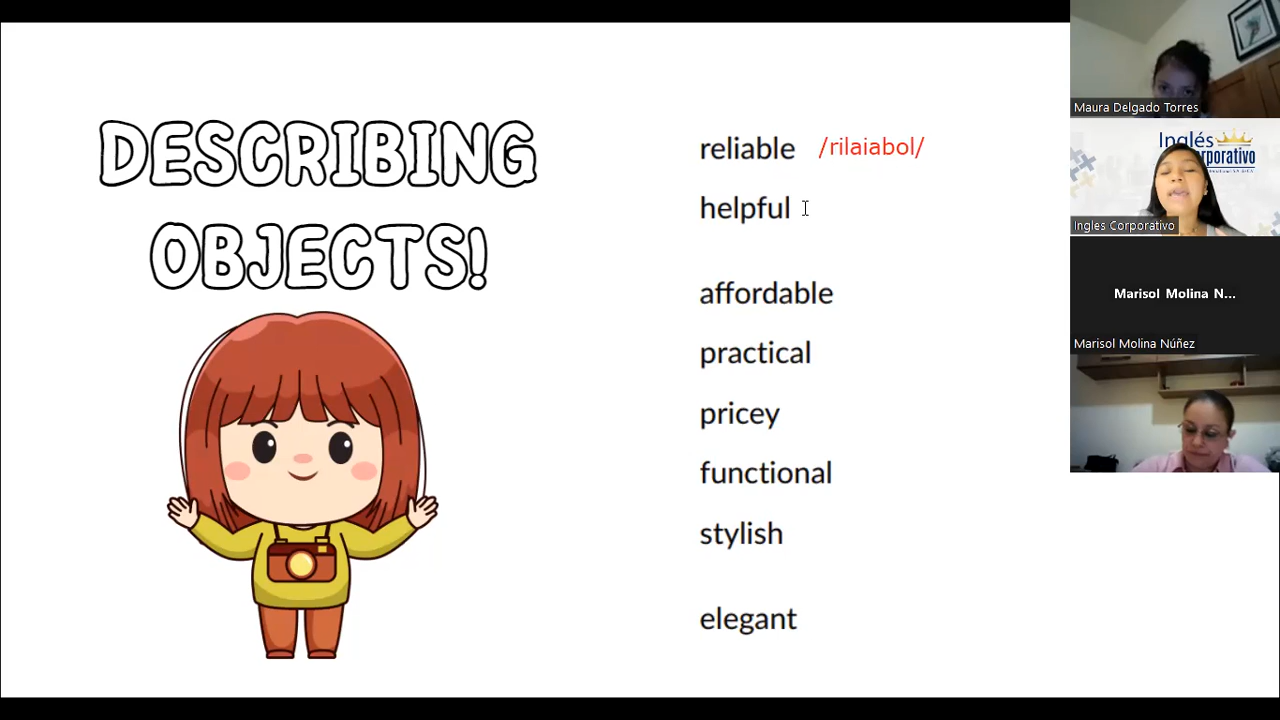 DESCRIBING
OBJECTS!
reliable /rilaiabol/
helpful
affordable
practical
pricey
functional
stylish
elegant
Maura Delgado Torres
Inglés
Corporativo
Ingles Corporativo
Marisol Molina N...
Marisol Molina Núñez